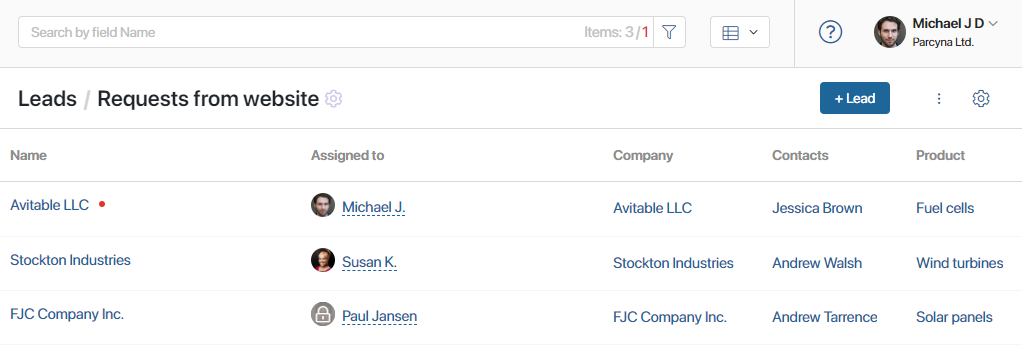 Search by field Name Items: 3/1
Michael J D
Parcyna Ltd.
Leads / Requests from website + Lead
Name Assigned to Company Contacts Product
Avitable LLC Michael J. Avitable LLC Jessica Brown Fuel cells
Stockton Industries Susan K. Stockton Industries Andrew Walsh Wind turbines
FJC Company Inc. Paul Jansen FJC Company Inc. Andrew Tarrence Solar panels